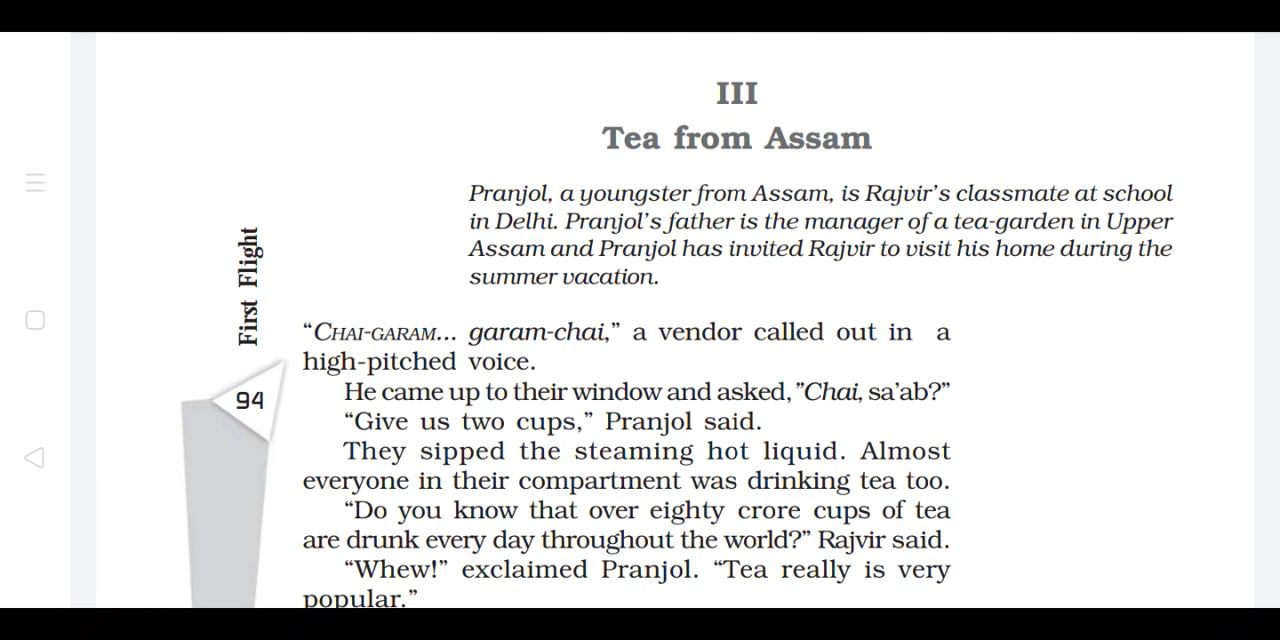 III
Tea from Assam
Pranjol, a youngster from Assam, is Rajvir's classmate at school
in Delhi. Pranjol's father is the manager of a tea-garden in Upper
Assam and Pranjol has invited Rajvir to visit his home during the
summer vacation.
First Flight
94
“CHAI-GARAM... garam-chai,” a vendor called out in a
high-pitched voice.
He came up to their window and asked, ”Chai, sa'ab?”
“Give us two cups,” Pranjol said.
They sipped the steaming hot liquid. Almost
everyone in their compartment was drinking tea too.
“Do you know that over eighty crore cups of tea
are drunk every day throughout the world?” Rajvir said.
“Whew!” exclaimed Pranjol. “Tea really is very
popular.”